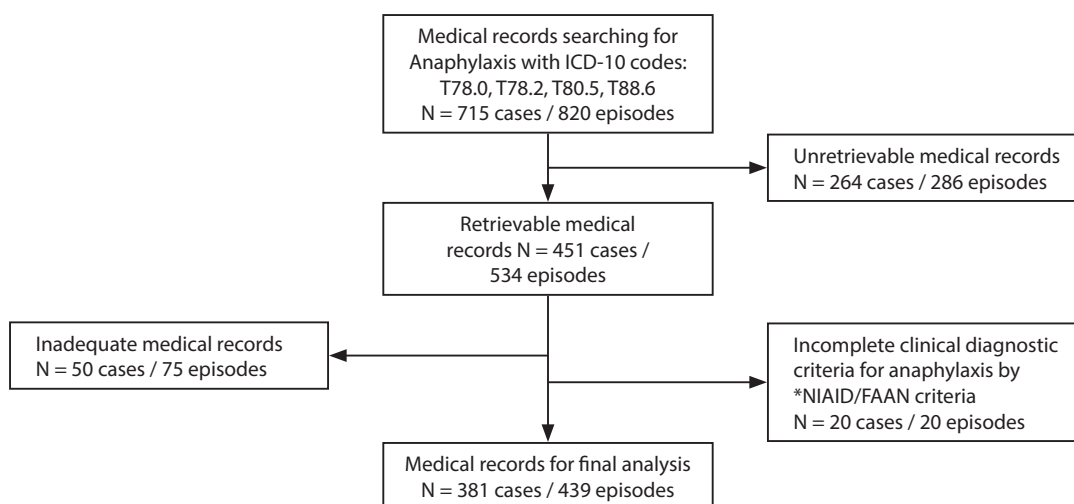 Medical records searching for
Anaphylaxis with ICD-10 codes:
T78.0, T78.2, T80.5, T88.6
N = 715 cases / 820 episodes
Unretrievable medical records
N = 264 cases / 286 episodes
Retrievable medical
records N = 451 cases /
534 episodes
Inadequate medical records
N = 50 cases / 75 episodes
Incomplete clinical diagnostic
criteria for anaphylaxis by
*NIAID/FAAN criteria
N = 20 cases / 20 episodes
Medical records for final analysis
N = 381 cases / 439 episodes